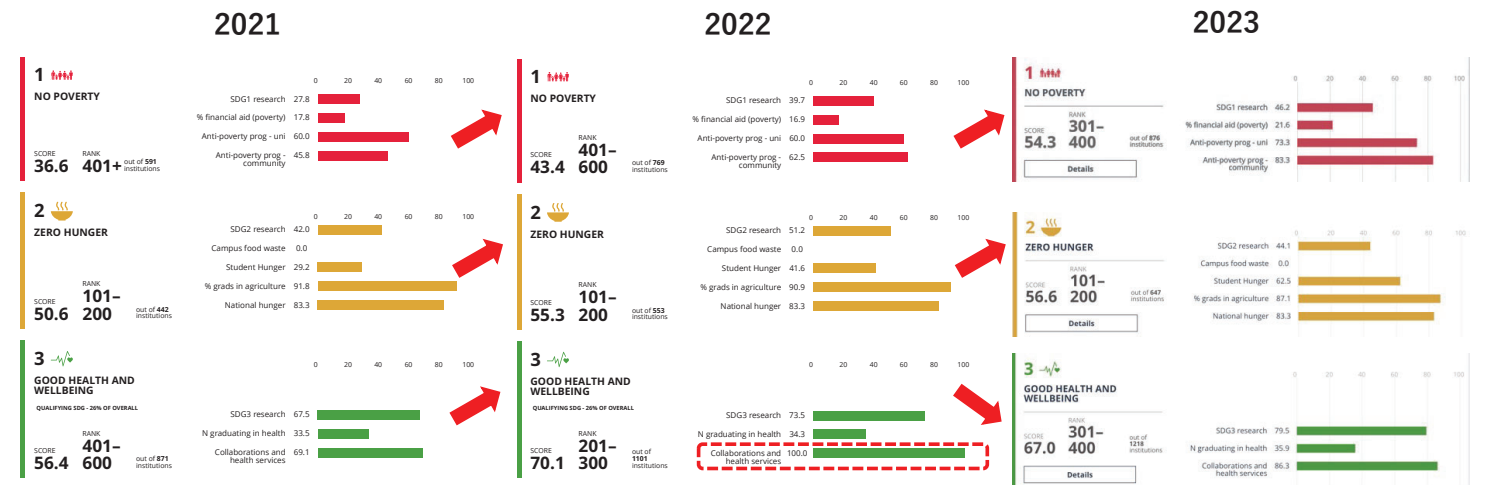 2021
2022
2023
1
NO POVERTY
SCORE
36.6
RANK
401+
out of 591
institutions
0 20 40 60 80 100
SDG1 research 27.8
% financial aid (poverty) 17.8
Anti-poverty prog - uni 60.0
Anti-poverty prog -
community
45.8
1
NO POVERTY
SCORE
43.4
RANK
401–
600
out of 769
institutions
0 20 40 60 80 100
SDG1 research 39.7
% financial aid (poverty) 16.9
Anti-poverty prog - uni 60.0
Anti-poverty prog -
community
62.5
1
NO POVERTY
SCORE
54.3
RANK
301–
400
out of 876
institutions
Details
0 20 40 60 80 100
SDG1 research 46.2
% financial aid (poverty) 21.6
Anti-poverty prog - uni 73.3
Anti-poverty prog -
community
83.3
2
ZERO HUNGER
SCORE
50.6
RANK
101–
200
out of 442
institutions
0 20 40 60 80 100
SDG2 research 42.0
Campus food waste 0.0
Student Hunger 29.2
% grads in agriculture 91.8
National hunger 83.3
2
ZERO HUNGER
SCORE
55.3
RANK
101–
200
out of 553
institutions
0 20 40 60 80 100
SDG2 research 51.2
Campus food waste 0.0
Student Hunger 41.6
% grads in agriculture 90.9
National hunger 83.3
2
ZERO HUNGER
SCORE
56.6
RANK
101–
200
out of 647
institutions
Details
0 20 40 60 80 100
SDG2 research 44.1
Campus food waste 0.0
Student Hunger 62.5
% grads in agriculture 87.1
National hunger 83.3
3
GOOD HEALTH AND
WELLBEING
QUALIFYING SDG - 26% OF OVERALL
SCORE
56.4
RANK
401–
600
out of 871
institutions
0 20 40 60 80 100
SDG3 research 67.5
N graduating in health 33.5
Collaborations and
health services
69.1
3
GOOD HEALTH AND
WELLBEING
QUALIFYING SDG - 26% OF OVERALL
SCORE
70.1
RANK
201–
300
out of
1101
institutions
0 20 40 60 80 100
SDG3 research 73.5
N graduating in health 34.3
Collaborations and
health services
100.0
3
GOOD HEALTH AND
WELLBEING
SCORE
67.0
RANK
301–
400
out of
1218
institutions
Details
0 20 40 60 80 100
SDG3 research 79.5
N graduating in health 35.9
Collaborations and
health services
86.3